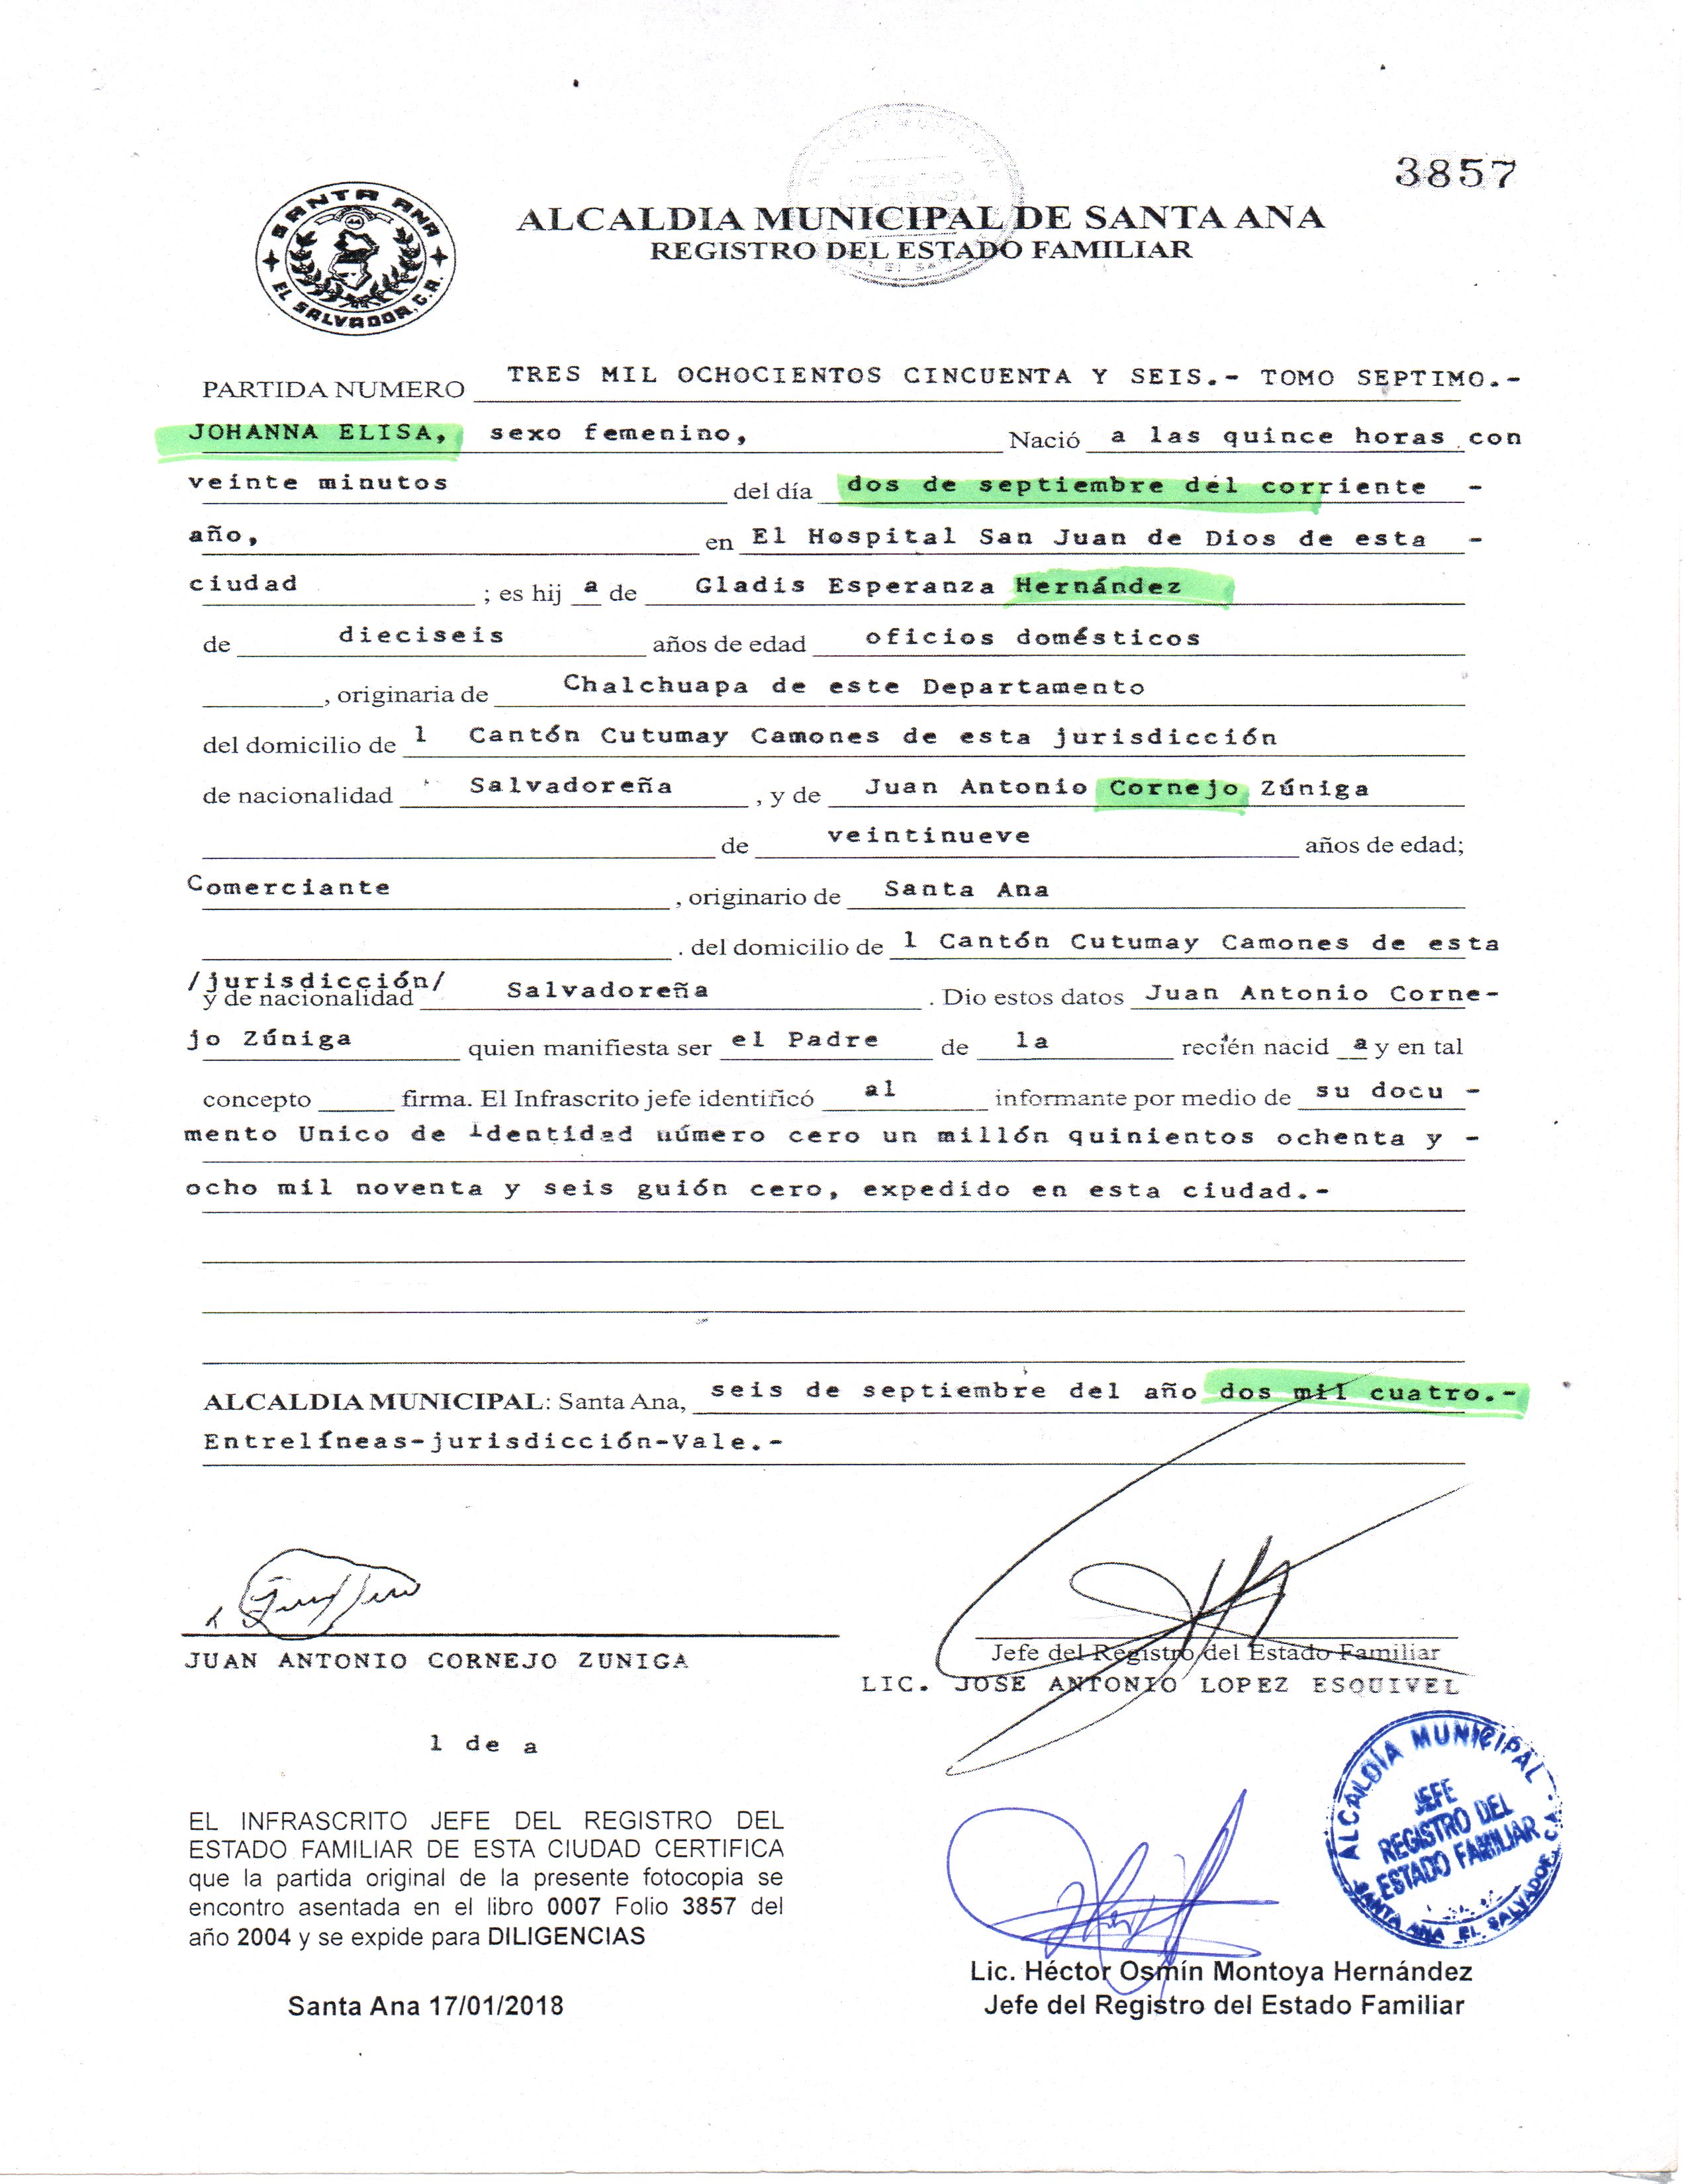 3857
SANTA ANA
EL SALVADOR, C.A.
ALCALDIA MUNICIPAL DE SANTA ANA
REGISTRO DEL ESTADO FAMILIAR
PARTIDA NUMERO TRES MIL OCHOCIENTOS CINCUENTA Y SEIS.- TOMO SEPTIMO.-
JOHANNA ELISA, sexo femenino, Nació a las quince horas con
veinte minutos del día dos de septiembre del corriente -
año, en El Hospital San Juan de Dios de esta -
ciudad ; es hij a de Gladis Esperanza Hernández
de dieciseis años de edad oficios domésticos
, originaria de Chalchuapa de este Departamento
del domicilio de l Cantón Cutumay Camones de esta jurisdicción
de nacionalidad Salvadoreña , y de Juan Antonio Cornejo Zúniga
de veintinueve años de edad;
Comerciante , originario de Santa Ana
. del domicilio de l Cantón Cutumay Camones de esta
/jurisdicción/
y de nacionalidad Salvadoreña . Dio estos datos Juan Antonio Corne-
jo Zúniga quien manifiesta ser el Padre de la recién nacid a y en tal
concepto firma. El Infrascrito jefe identificó al informante por medio de su docu -
mento Unico de Identidad número cero un millón quinientos ochenta y -
ocho mil noventa y seis guión cero, expedido en esta ciudad.-
ALCALDIA MUNICIPAL: Santa Ana, seis de septiembre del año dos mil cuatro.-
Entrelíneas-jurisdicción-Vale.-
JUAN ANTONIO CORNEJO ZUNIGA
Jefe del Registro del Estado Familiar
LIC. JOSE ANTONIO LOPEZ ESQUIVEL
1 de a
ALCALDIA MUNICIPAL
JEFE
REGISTRO DEL
ESTADO FAMILIAR
SANTA ANA EL SALVADOR, C.A.
EL INFRASCRITO JEFE DEL REGISTRO DEL
ESTADO FAMILIAR DE ESTA CIUDAD CERTIFICA
que la partida original de la presente fotocopia se
encontro asentada en el libro 0007 Folio 3857 del
año 2004 y se expide para DILIGENCIAS
Santa Ana 17/01/2018
Lic. Héctor Osmín Montoya Hernández
Jefe del Registro del Estado Familiar